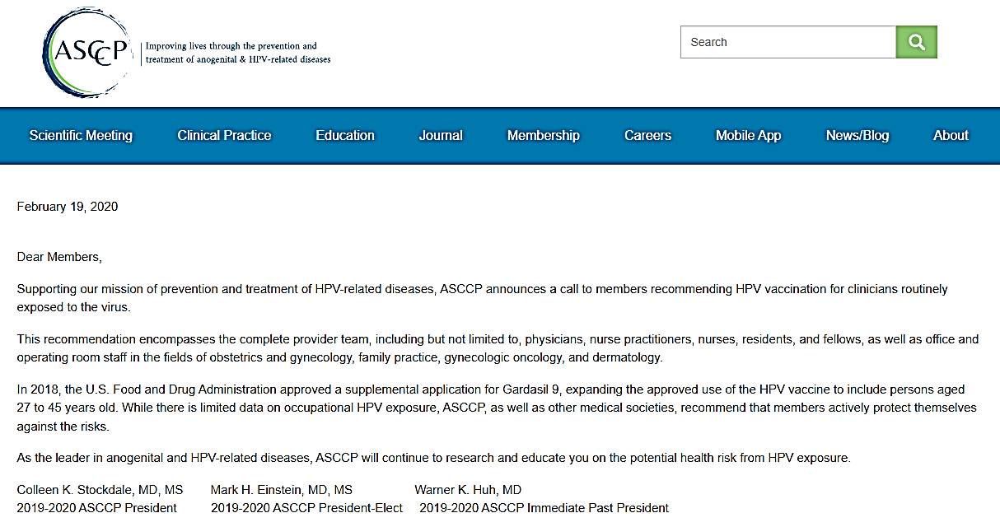 ASCCP
Improving lives through the prevention and
treatment of anogenital & HPV-related diseases
Search
Scientific Meeting Clinical Practice Education Journal Membership Careers Mobile App News/Blog About
February 19, 2020
Dear Members,
Supporting our mission of prevention and treatment of HPV-related diseases, ASCCP announces a call to members recommending HPV vaccination for clinicians routinely
exposed to the virus.
This recommendation encompasses the complete provider team, including but not limited to, physicians, nurse practitioners, nurses, residents, and fellows, as well as office and
operating room staff in the fields of obstetrics and gynecology, family practice, gynecologic oncology, and dermatology.
In 2018, the U.S. Food and Drug Administration approved a supplemental application for Gardasil 9, expanding the approved use of the HPV vaccine to include persons aged
27 to 45 years old. While there is limited data on occupational HPV exposure, ASCCP, as well as other medical societies, recommend that members actively protect themselves
against the risks.
As the leader in anogenital and HPV-related diseases, ASCCP will continue to research and educate you on the potential health risk from HPV exposure.
Colleen K. Stockdale, MD, MS Mark H. Einstein, MD, MS Warner K. Huh, MD
2019-2020 ASCCP President 2019-2020 ASCCP President-Elect 2019-2020 ASCCP Immediate Past President